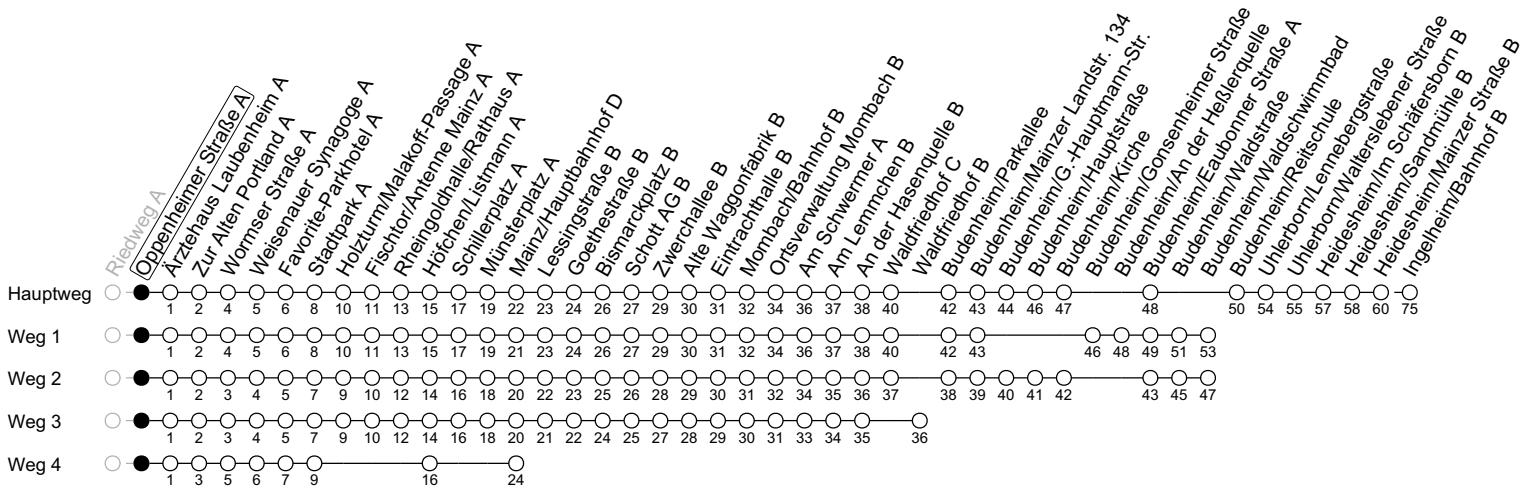 Riedweg A
Oppenheimer Straße A
Ärztehaus Laubenheim A
Zur Alten Portland A
Wormser Straße A
Weisenauer Synagoge A
Favorite-Parkhotel A
Stadtpark A
Holzturm/Malakoff-Passage A
Fischtor/Antenne Mainz A
Rheingoldhalle/Rathaus A
Höfchen/Listmann A
Schillerplatz A
Münsterplatz A
Mainz/Hauptbahnhof D
Lessingstraße B
Goethestraße B
Bismarckplatz B
Schott AG B
Zwerchallee B
Alte Waggonfabrik B
Eintrachthalle B
Mombach/Bahnhof B
Ortsverwaltung Mombach B
Am Schwermer A
Am Lemmchen B
An der Hasenquelle B
Waldfriedhof C
Waldfriedhof B
Budenheim/Parkallee
Budenheim/Mainzer Landstr. 134
Budenheim/G.-Hauptmann-Str.
Budenheim/Hauptstraße
Budenheim/Kirche
Budenheim/Gonsenheimer Straße
Budenheim/An der Heßlerquelle
Budenheim/Eaubonner Straße A
Budenheim/Waldstraße
Budenheim/Waldschwimmbad
Budenheim/Reitschule
Uhlerborn/Lennebergstraße
Uhlerborn/Walterslebener Straße
Heidesheim/Im Schäfersborn B
Heidesheim/Sandmühle B
Heidesheim/Mainzer Straße B
Ingelheim/Bahnhof B
Hauptweg
1 2 4 5 6 8 10 11 13 15 17 19 22 23 24 26 27 29 30 31 32 34 36 37 38 40 42 43 44 46 47 48 50 54 55 57 58 60 75
Weg 1
1 2 4 5 6 8 10 11 13 15 17 19 21 23 24 26 27 29 30 31 32 34 36 37 38 40 42 43 46 48 49 51 53
Weg 2
1 2 3 4 5 7 9 10 12 14 16 18 20 22 23 25 26 28 29 30 31 32 34 35 36 37 38 39 40 41 42 43 45 47
Weg 3
1 2 3 4 5 7 9 10 12 14 16 18 20 21 22 24 25 27 28 29 30 31 33 34 35 36
Weg 4
1 3 5 6 7 9 16 24